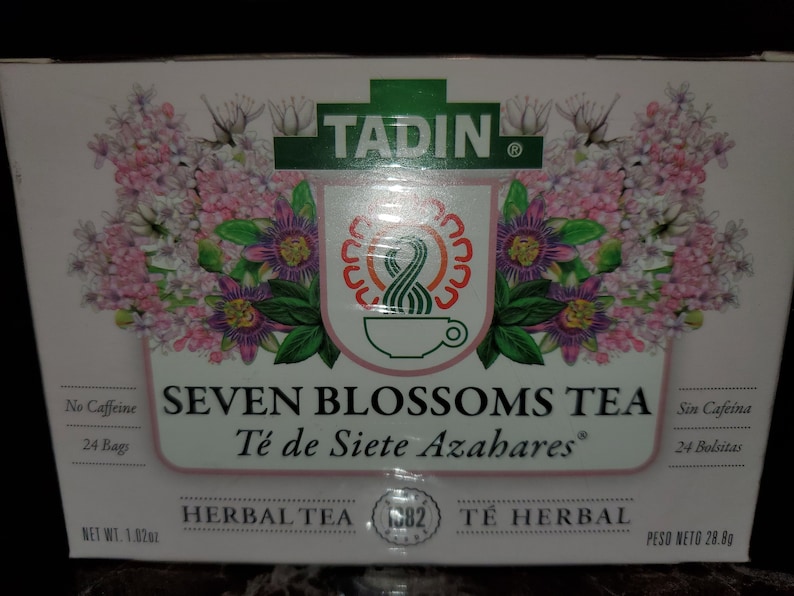 TADIN ®
SEVEN BLOSSOMS TEA
Té de Siete Azahares®
No Caffeine
24 Bags
Sin Cafeína
24 Bolsitas
HERBAL TEA
1982
TÉ HERBAL
NET WT. 1.02oz
PESO NETO 28.8g